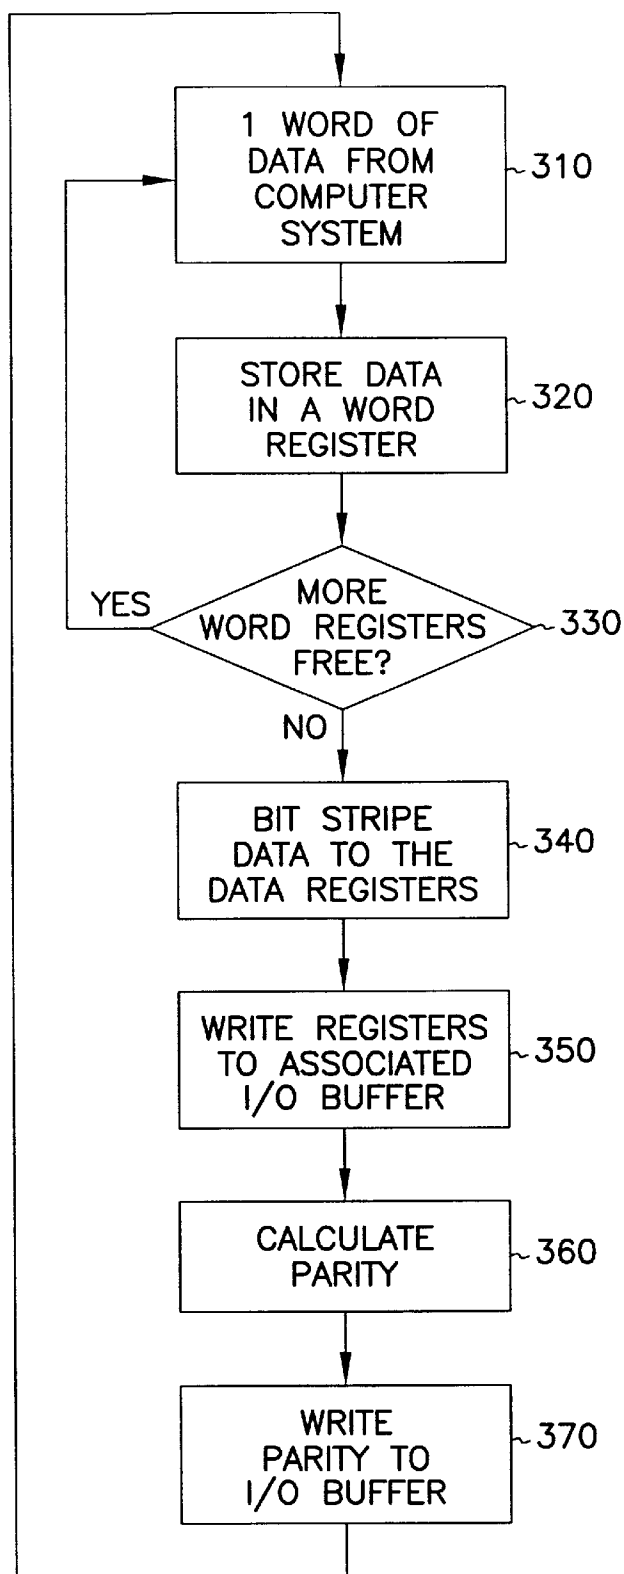 1 WORD OF
DATA FROM
COMPUTER
SYSTEM
310
STORE DATA
IN A WORD
REGISTER
320
YES
MORE
WORD REGISTERS
FREE?
330
NO
BIT STRIPE
DATA TO THE
DATA REGISTERS
340
WRITE REGISTERS
TO ASSOCIATED
I/O BUFFER
350
CALCULATE
PARITY
360
WRITE
PARITY TO
I/O BUFFER
370